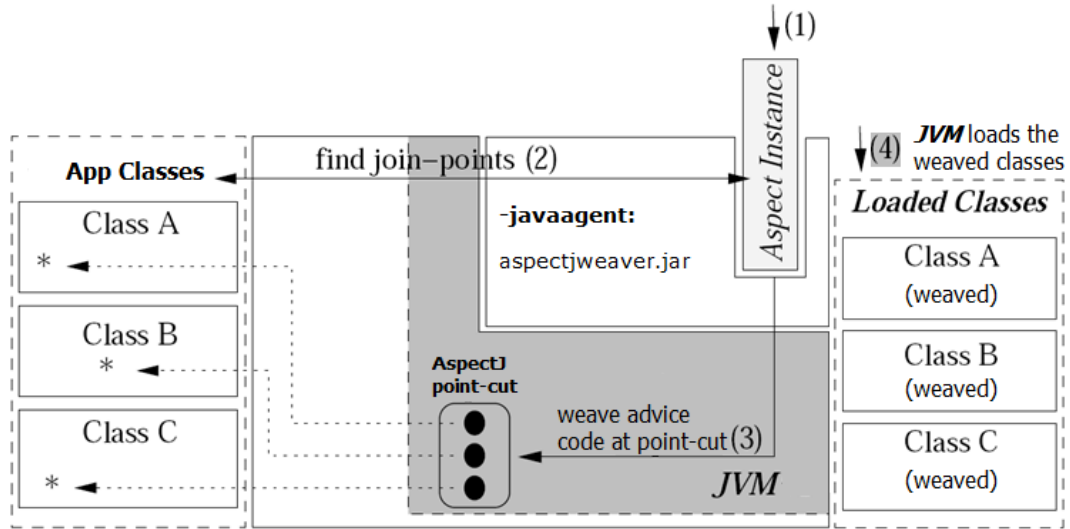 (1)
Aspect Instance
find join-points (2)
(4) JVM loads the
weaved classes
App Classes
Class A
*
Class B
*
Class C
*
-javaagent:
aspectjweaver.jar
AspectJ
point-cut
weave advice
code at point-cut (3)
JVM
Loaded Classes
Class A
(weaved)
Class B
(weaved)
Class C
(weaved)